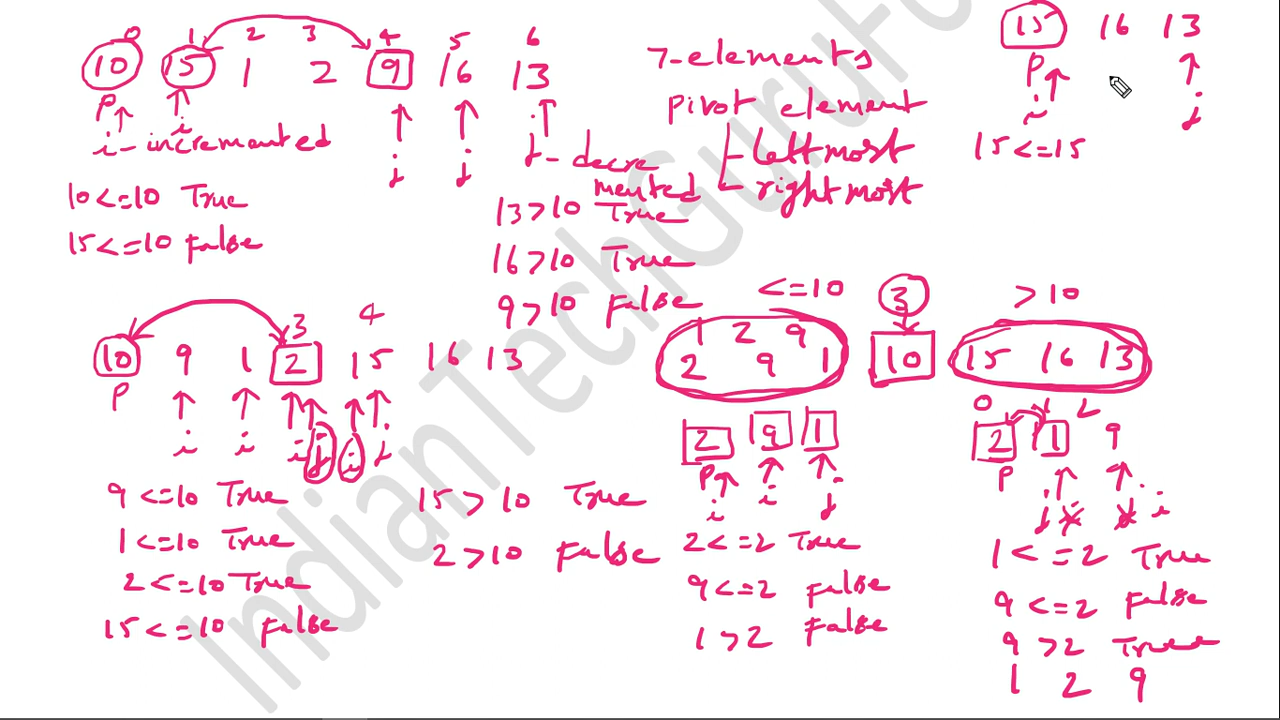 0 1 2 3 4 5 6
10 15 1 2 9 16 13
P i j j j
i - incremented
j - decremented
10<=10 True
15<=10 False
7-elements
pivot element
leftmost
rightmost
13>10 True
16>10 True
9>10 False
15 16 13
P
i j
15<=15
3 4
10 9 1 2 15 16 13
P
i i i j i j
9<=10 True
1<=10 True
2<=10 True
15<=10 False
15>10 True
2>10 False
<=10 3 >10
1 2 9
2 9 1 10 15 16 13
2 9 1
P
i i j
2<=2 True
9<=2 False
1>2 False
0 1 2
2 1 9
P
j i j i
1<=2 True
9<=2 False
9>2 True
1 2 9